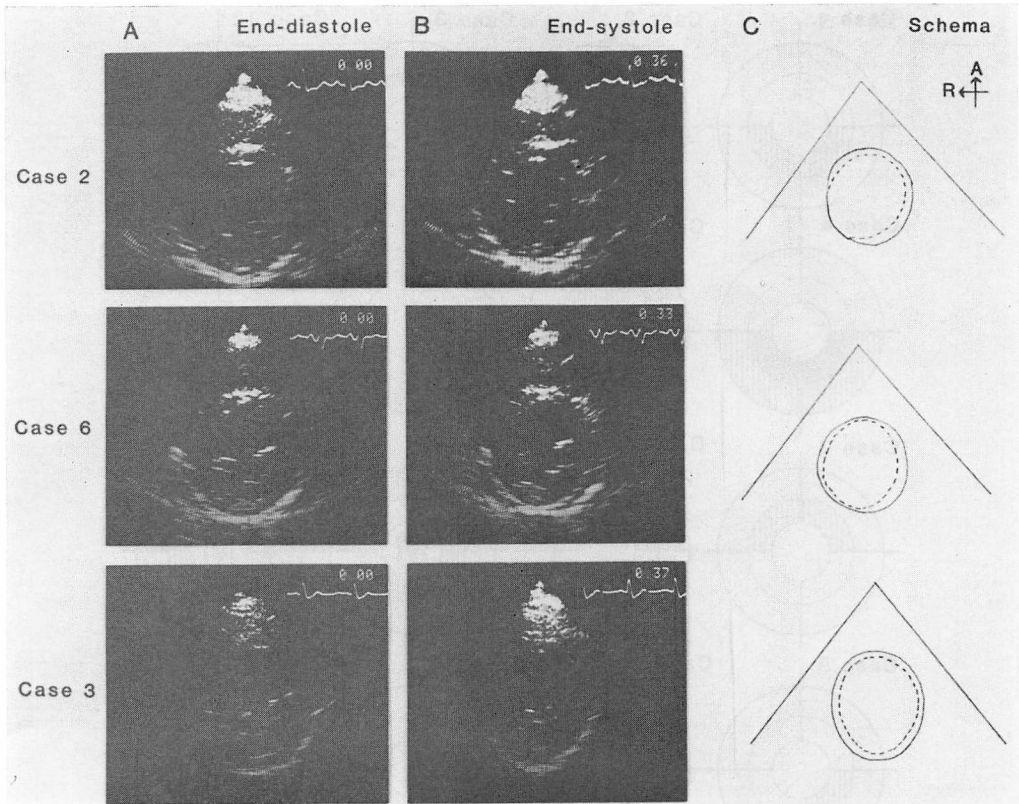 A End-diastole B End-systole C Schema
0.00
0.36
A
R
Case 2
0.00
0.33
Case 6
0.00
0.37
Case 3